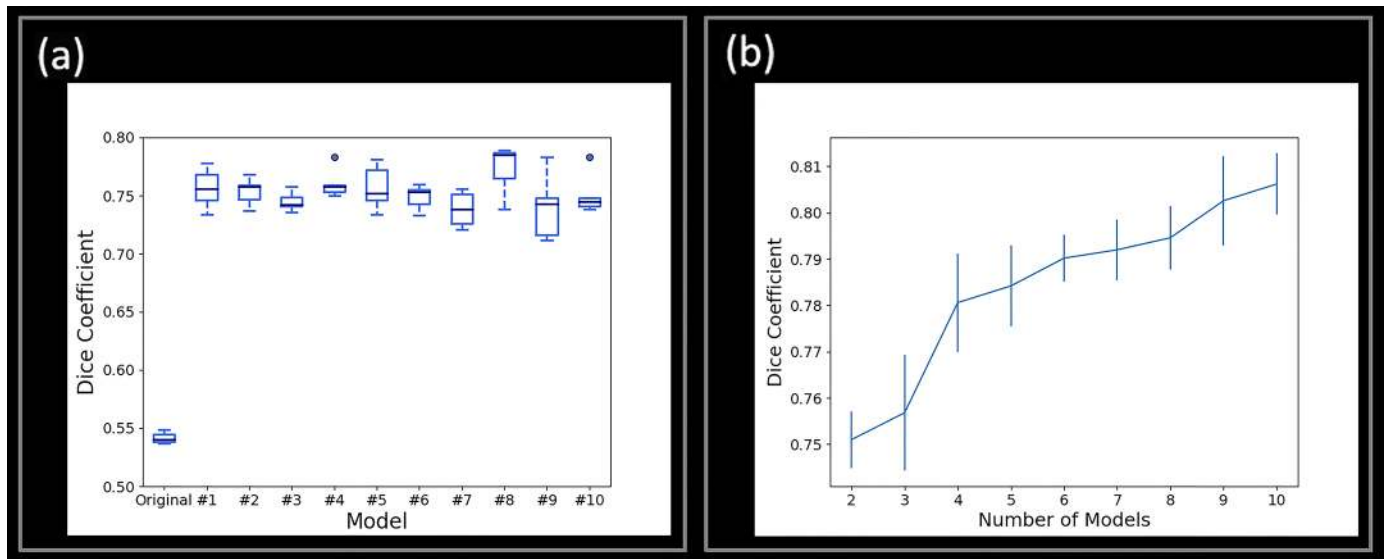 (a)
0.80
0.75
0.70
0.65
0.60
0.55
0.50
Dice Coefficient
Original #1 #2 #3 #4 #5 #6 #7 #8 #9 #10
Model
(b)
0.81
0.80
0.79
0.78
0.77
0.76
0.75
Dice Coefficient
2 3 4 5 6 7 8 9 10
Number of Models